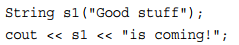 String s1("Good stuff");
cout << s1 << "is coming!";